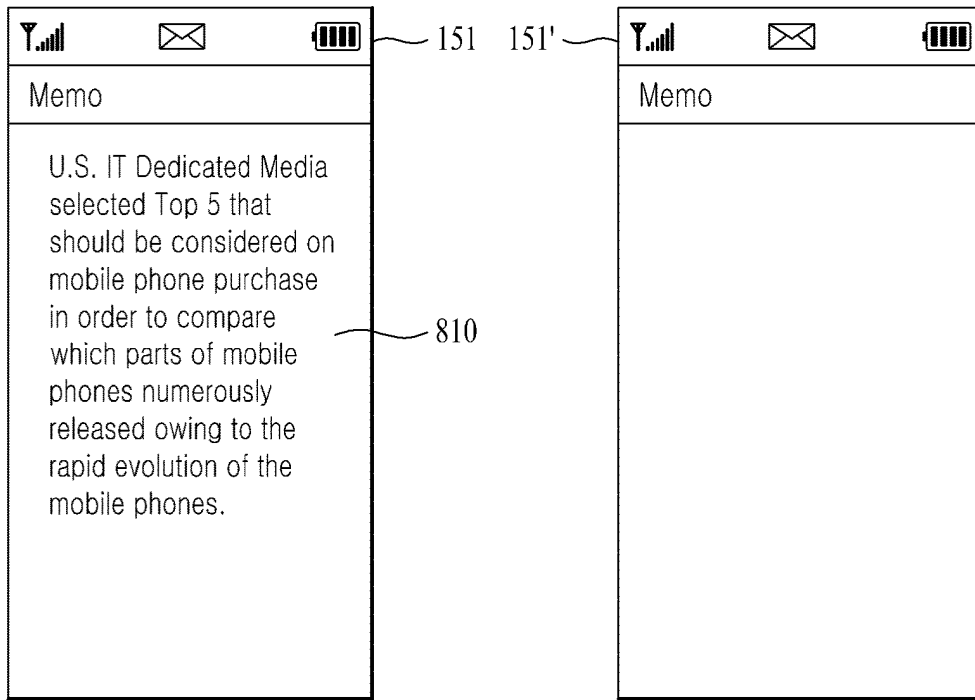 151 151'
Memo
Memo
U.S. IT Dedicated Media
selected Top 5 that
should be considered on
mobile phone purchase
in order to compare
which parts of mobile
phones numerously
released owing to the
rapid evolution of the
mobile phones.
810